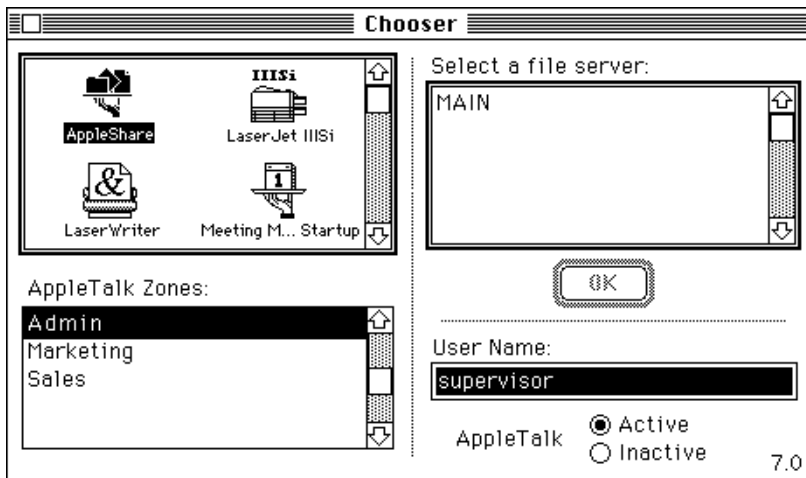 Chooser
AppleShare
IIISi
LaserJet IIISi
&
LaserWriter
1
Meeting M... Startup
AppleTalk Zones:
Admin
Marketing
Sales
Select a file server:
MAIN
OK
User Name:
supervisor
AppleTalk
Active
Inactive
7.0